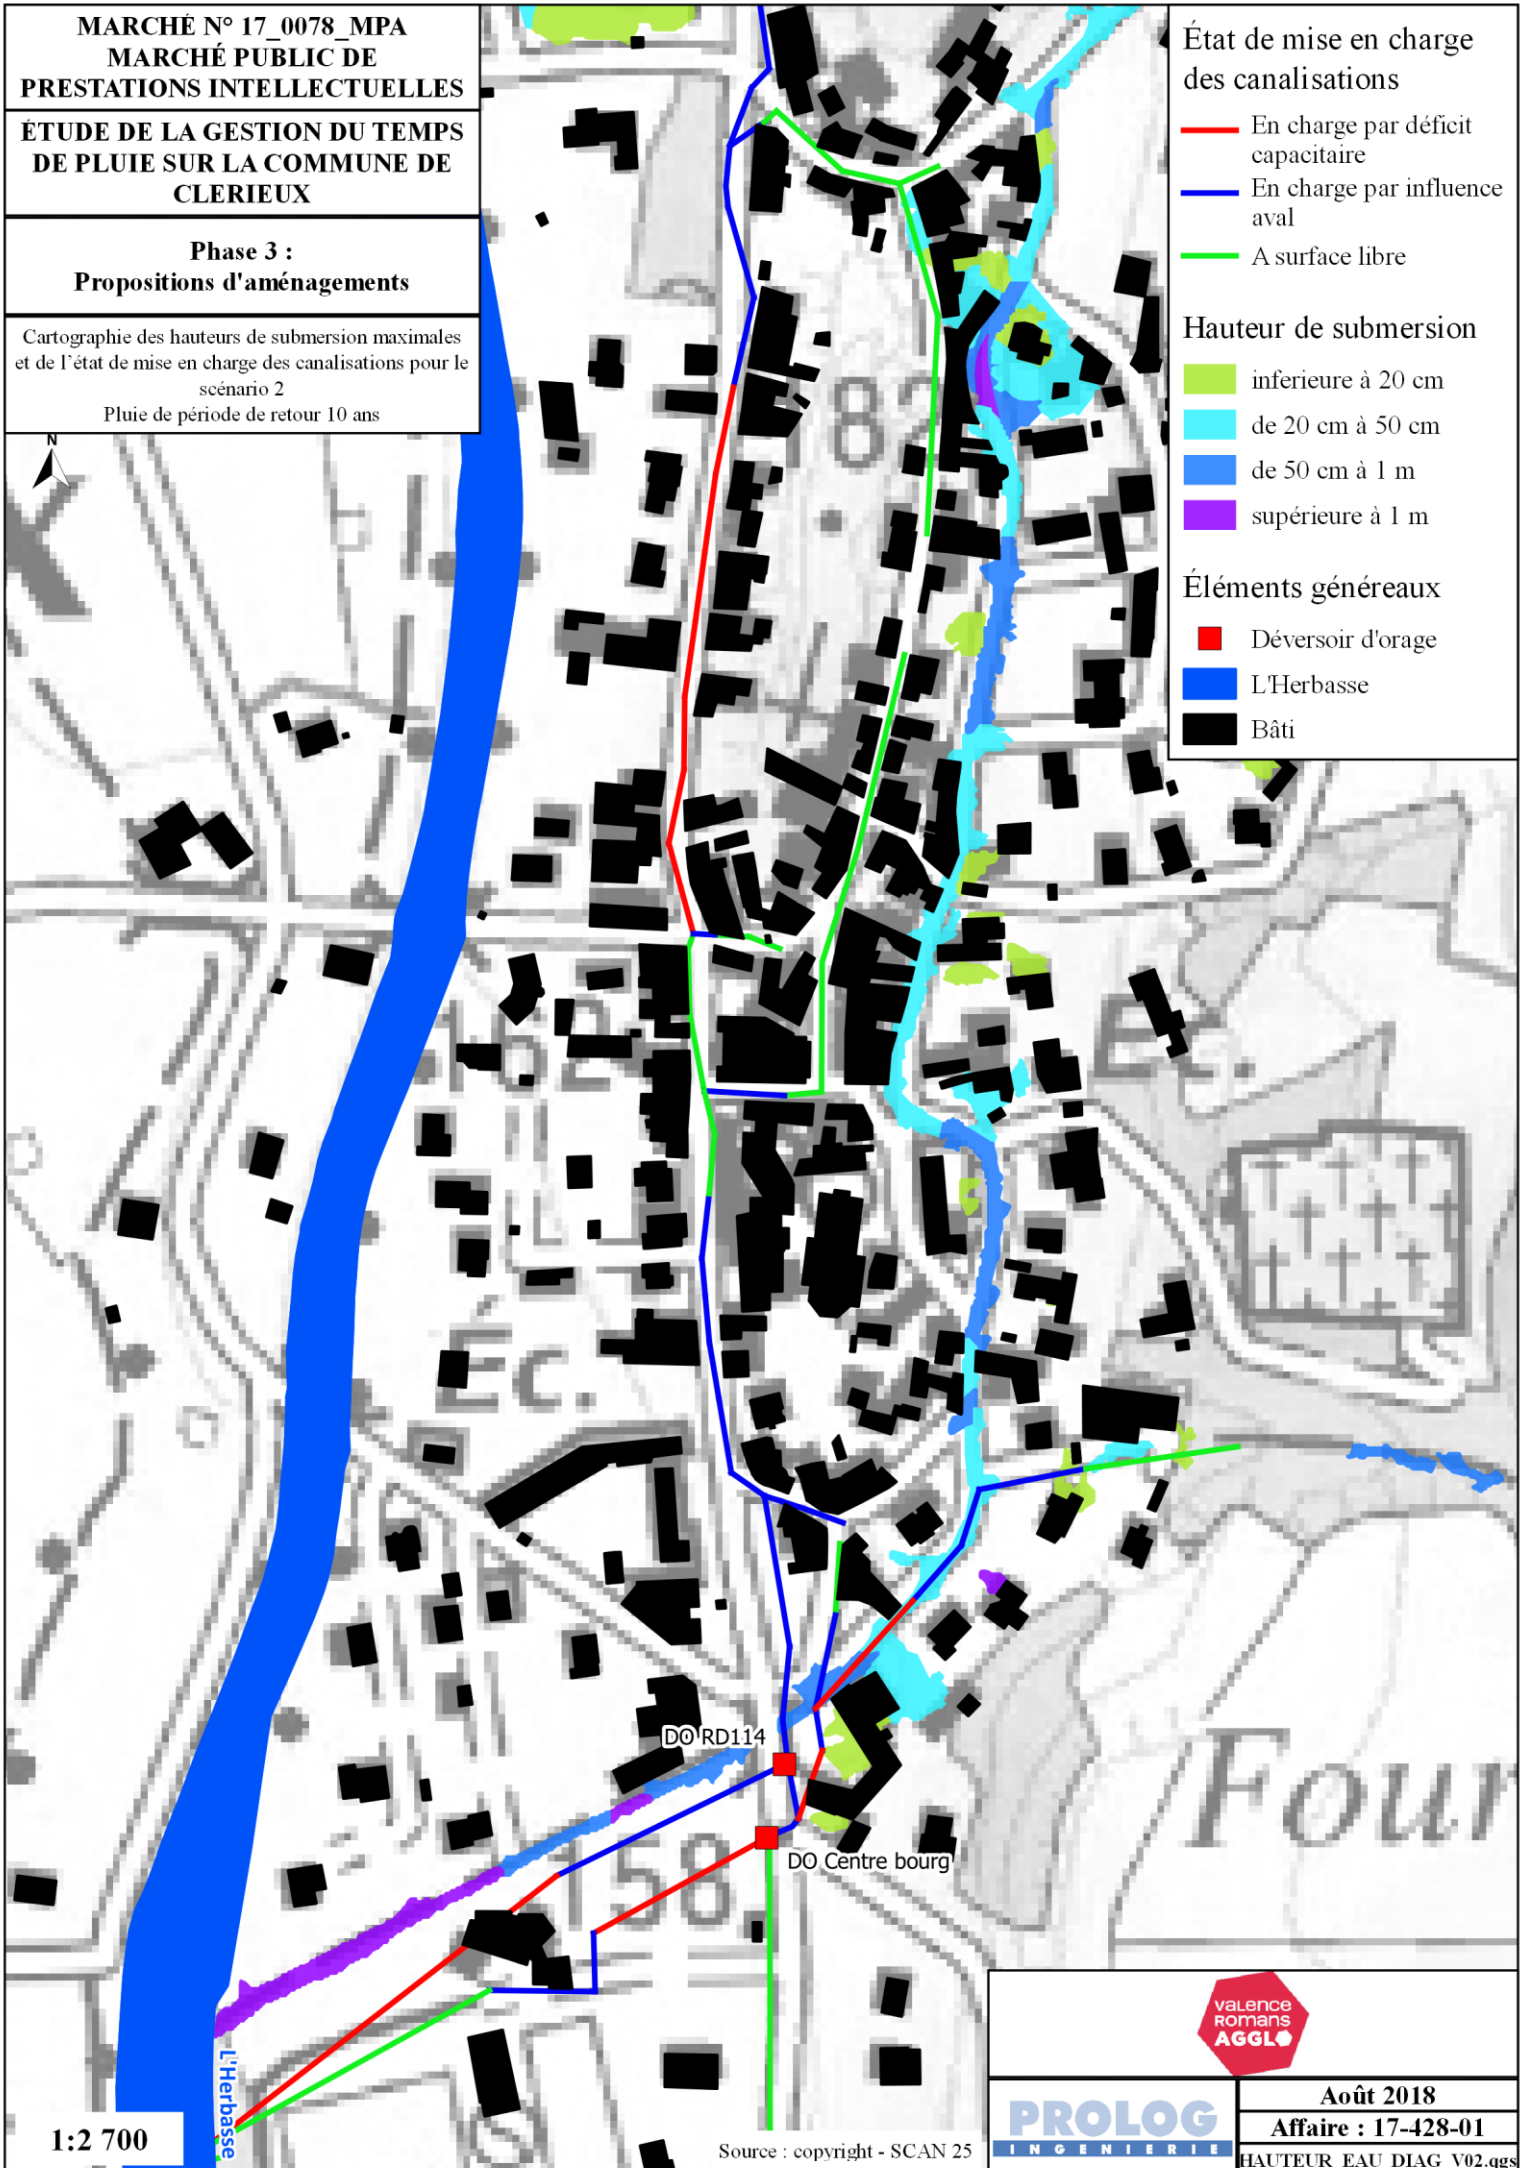 MARCHÉ N° 17_0078_MPA
MARCHÉ PUBLIC DE
PRESTATIONS INTELLECTUELLES
ÉTUDE DE LA GESTION DU TEMPS
DE PLUIE SUR LA COMMUNE DE
CLERIEUX
Phase 3 :
Propositions d'aménagements
Cartographie des hauteurs de submersion maximales
et de l'état de mise en charge des canalisations pour le
scénario 2
Pluie de période de retour 10 ans
N
État de mise en charge
des canalisations
En charge par déficit
capacitaire
En charge par influence
aval
A surface libre
Hauteur de submersion
inferieure à 20 cm
de 20 cm à 50 cm
de 50 cm à 1 m
supérieure à 1 m
Éléments généreaux
Déversoir d'orage
L'Herbasse
Bâti
Éc.
DO RD114
DO Centre bourg
158
Four
L'Herbasse
1:2 700
Source : copyright - SCAN 25
VALENCE
ROMANS
AGGLO
PROLOG
INGENIERIE
Août 2018
Affaire : 17-428-01
HAUTEUR_EAU_DIAG_V02.qgs